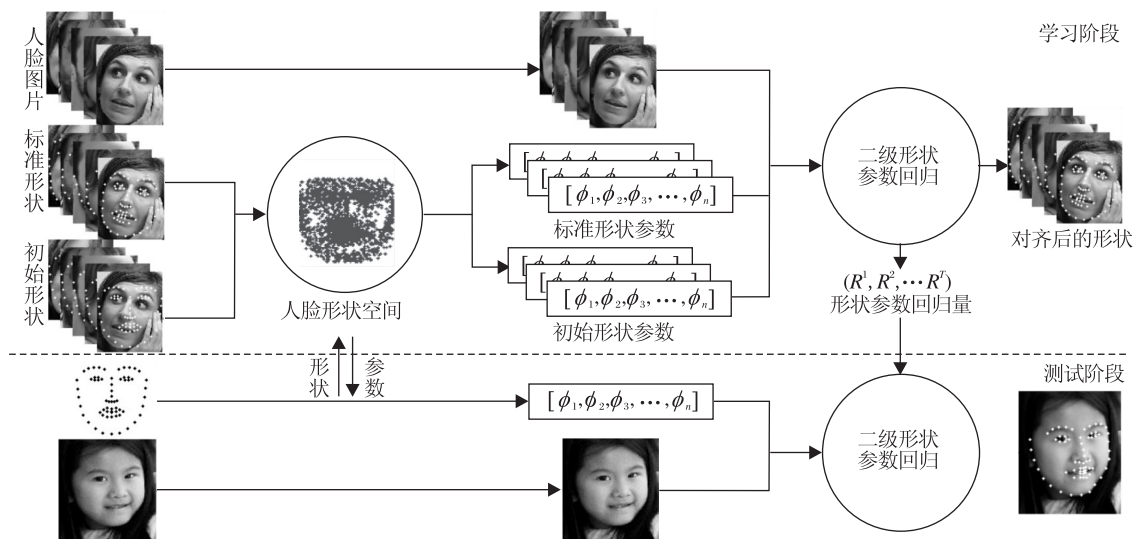 人脸图片
学习阶段
标准形状
二级形状
参数回归
[ϕ₁,ϕ₂,ϕ₃,…,ϕₙ]
标准形状参数
对齐后的形状
初始形状
(R¹,R²,…Rᵀ)
[ϕ₁,ϕ₂,ϕ₃,…,ϕₙ]
形状参数回归量
人脸形状空间
初始形状参数
形状
参数
测试阶段
[ϕ₁,ϕ₂,ϕ₃,…,ϕₙ]
二级形状
参数回归